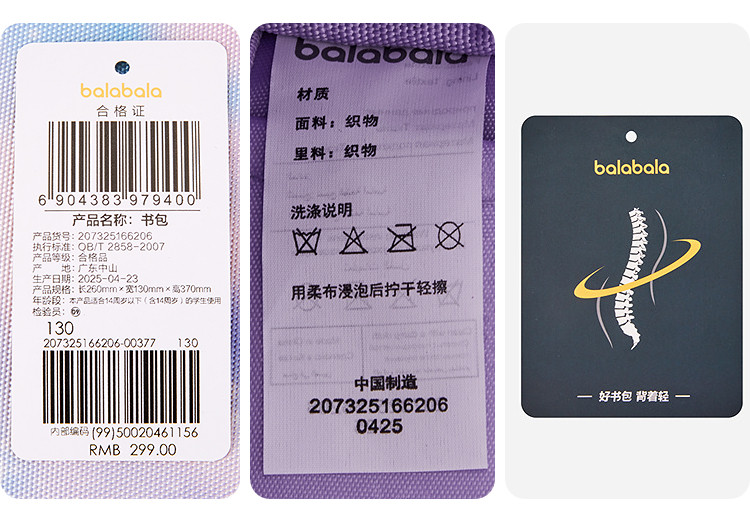 balabala
合格证
6 904383 979400
产品名称：书包
产品货号：207325166206
执行标准：QB/T 2858-2007
产品等级：合格品
产　　地：广东中山
生产日期：2025-04-23
产品规格：长260mm×宽130mm×高370mm
年龄段：本产品适合14周岁以下（含14周岁）的学生使用
检验员：
130
207325166206-00377 130
内部编码 (99)50020461156
RMB 299.00
balabala
材质
面料：织物
里料：织物
洗涤说明
用柔布浸泡后拧干轻擦
中国制造
207325166206
0425
balabala
好书包 背着轻